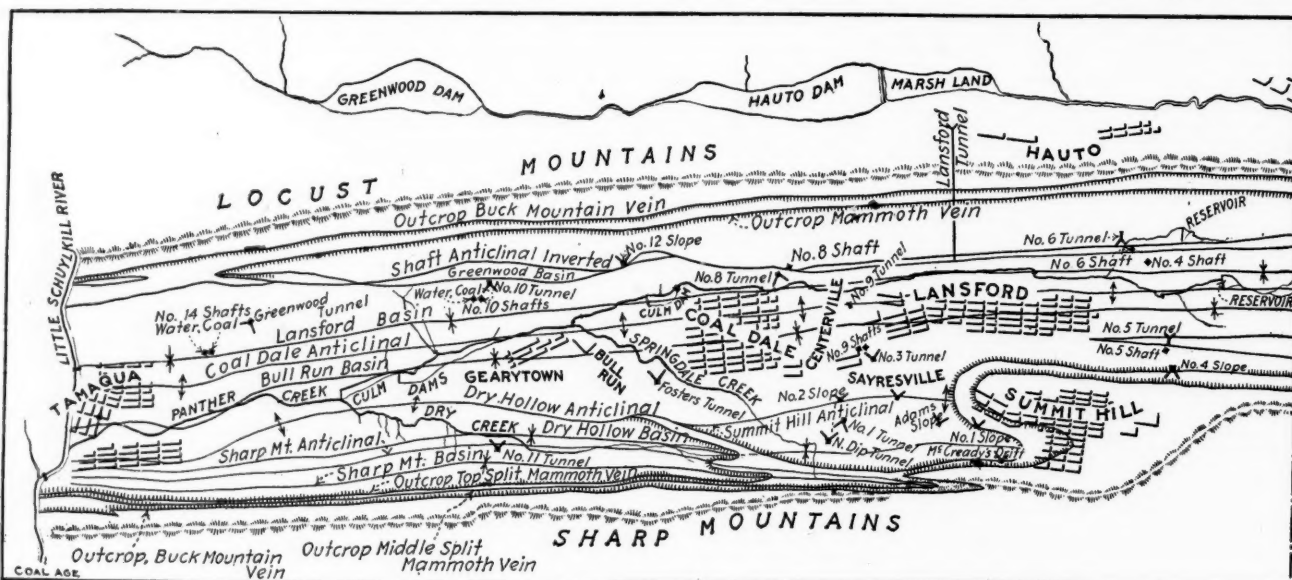 GREENWOOD DAM
HAUTO DAM
MARSH LAND
Lansford
Tunnel
HAUTO
LOCUST MOUNTAINS
LITTLE SCHUYLKILL RIVER
Outcrop Buck Mountain Vein
Outcrop Mammoth Vein
RESERVOIR
No. 6 Tunnel
No. 12 Slope
Shaft Anticlinal Inverted
No. 8 Shaft
No. 6 Shaft
No. 4 Shaft
Greenwood Basin
No. 8 Tunnel
No. 9 Tunnel
Water, Coal
No. 10 Tunnel
No. 10 Shafts
CULM D
LANSFORD
RESERVOIR
No. 14 Shafts
Water, Coal
Greenwood
Tunnel
Lansford Basin
COAL DALE
CENTERVILLE
No. 5 Tunnel
No. 5 Shaft
Coal Dale Anticlinal
No. 9 Shafts
No. 3 Tunnel
No. 4 Slope
TAMAQUA
Bull Run Basin
GEARYTOWN
BULL RUN
SPRINGDALE CREEK
SAYRESVILLE
PANTHER CREEK
CULM DAMS
Fosters Tunnel
No. 2 Slope
SUMMIT HILL
DRY CREEK
Dry Hollow Anticlinal
Summit Hill Anticlinal
Adams
Slope
Dry Hollow Basin
No. 1 Tunnel
No. 1 Slope
Sharp Mt. Anticlinal
N. Dip Tunnel
McCready's Drift
Sharp Mt. Basin
No. 11 Tunnel
Outcrop Top Split, Mammoth Vein
SHARP MOUNTAINS
Outcrop, Buck Mountain
Vein
Outcrop Middle Split
Mammoth Vein
COAL AGE